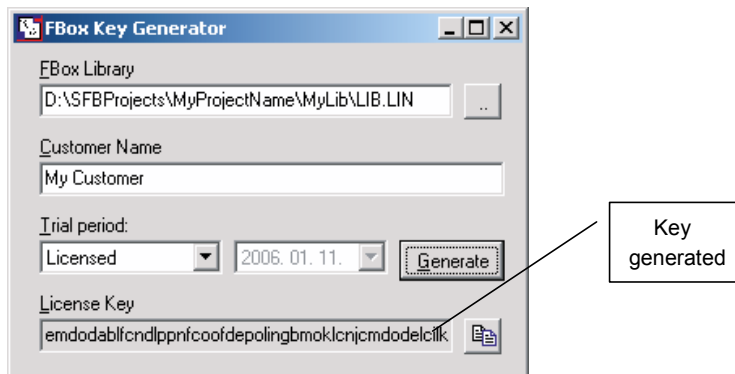 FBox Key Generator
FBox Library
D:\SFBProjects\MyProjectName\MyLib\LIB.LIN
..
Customer Name
My Customer
Trial period:
Licensed
2006. 01. 11.
Generate
Key
generated
License Key
emdodablfcndlppnfcoofdepolingbmoklcnjcmdodelcilk